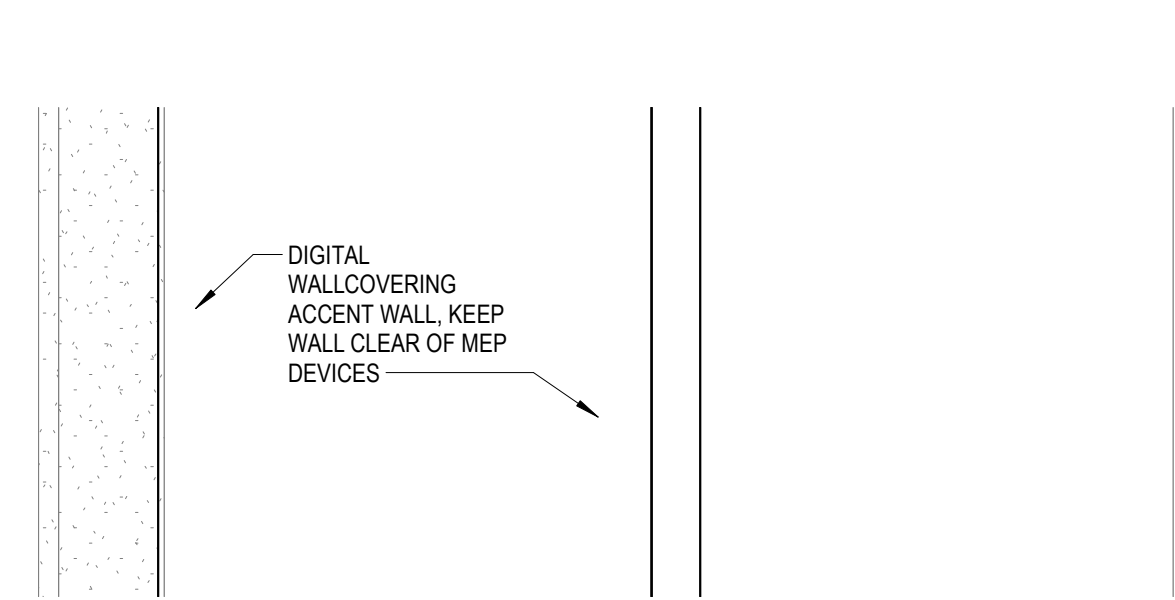 DIGITAL
WALLCOVERING
ACCENT WALL, KEEP
WALL CLEAR OF MEP
DEVICES